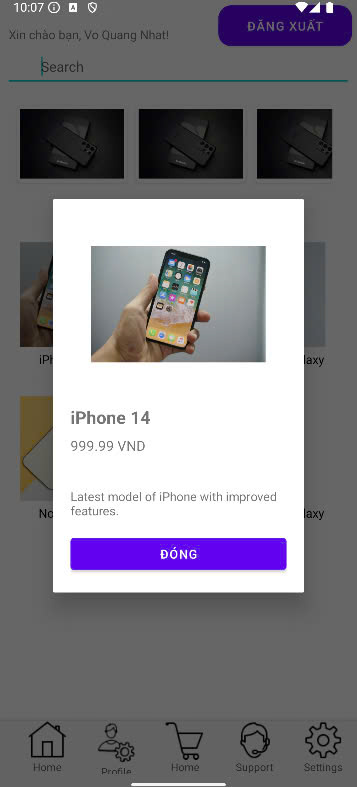 10:07
Xin chào bạn, Vo Quang Nhat!
ĐĂNG XUẤT
Search
iPh
laxy
iPhone 14
999.99 VND
Latest model of iPhone with improved
features.
ĐÓNG
No
laxy
Home
Profile
Home
Support
Settings